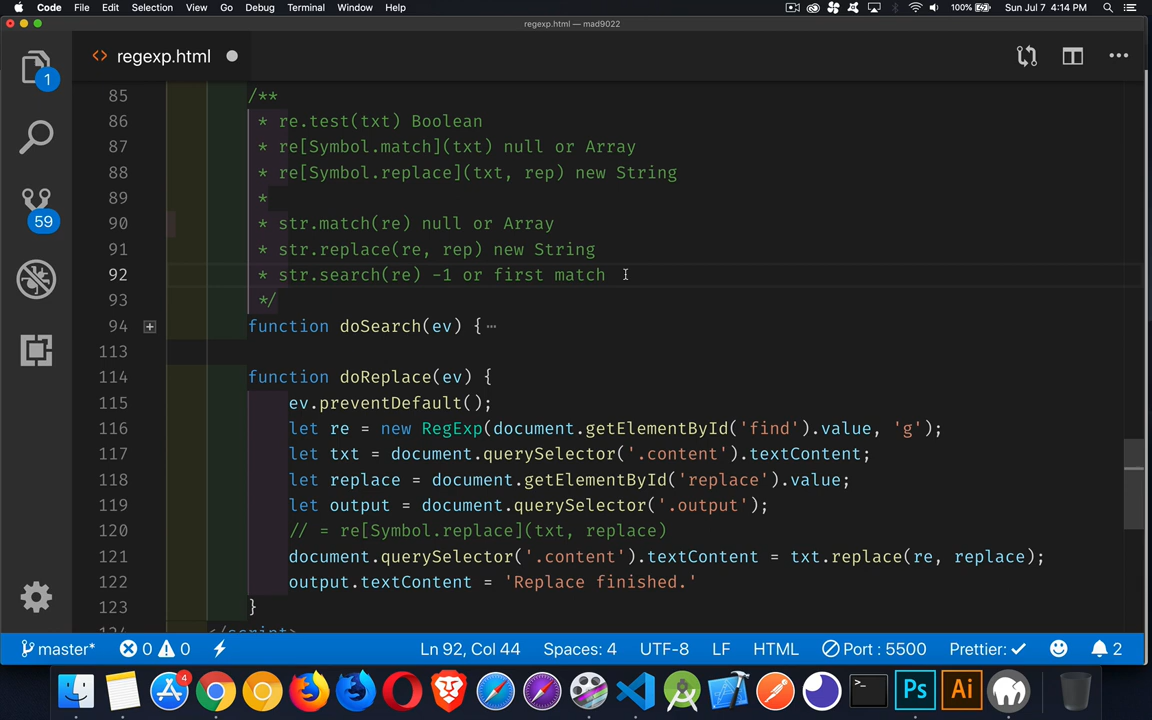 Code File Edit Selection View Go Debug Terminal Window Help 100% Sun Jul 7 4:14 PM
regexp.html — mad9022
<> regexp.html
1
59
85 /**
86 * re.test(txt) Boolean
87 * re[Symbol.match](txt) null or Array
88 * re[Symbol.replace](txt, rep) new String
89 *
90 * str.match(re) null or Array
91 * str.replace(re, rep) new String
92 * str.search(re) -1 or first match
93 */
94 function doSearch(ev) {⋯
113
114 function doReplace(ev) {
115 ev.preventDefault();
116 let re = new RegExp(document.getElementById('find').value, 'g');
117 let txt = document.querySelector('.content').textContent;
118 let replace = document.getElementById('replace').value;
119 let output = document.querySelector('.output');
120 // = re[Symbol.replace](txt, replace)
121 document.querySelector('.content').textContent = txt.replace(re, replace);
122 output.textContent = 'Replace finished.'
123 }
124 </script>
master* 0 0 Ln 92, Col 44 Spaces: 4 UTF-8 LF HTML Port : 5500 Prettier: ✓ 2
4
>_
Ps
Ai